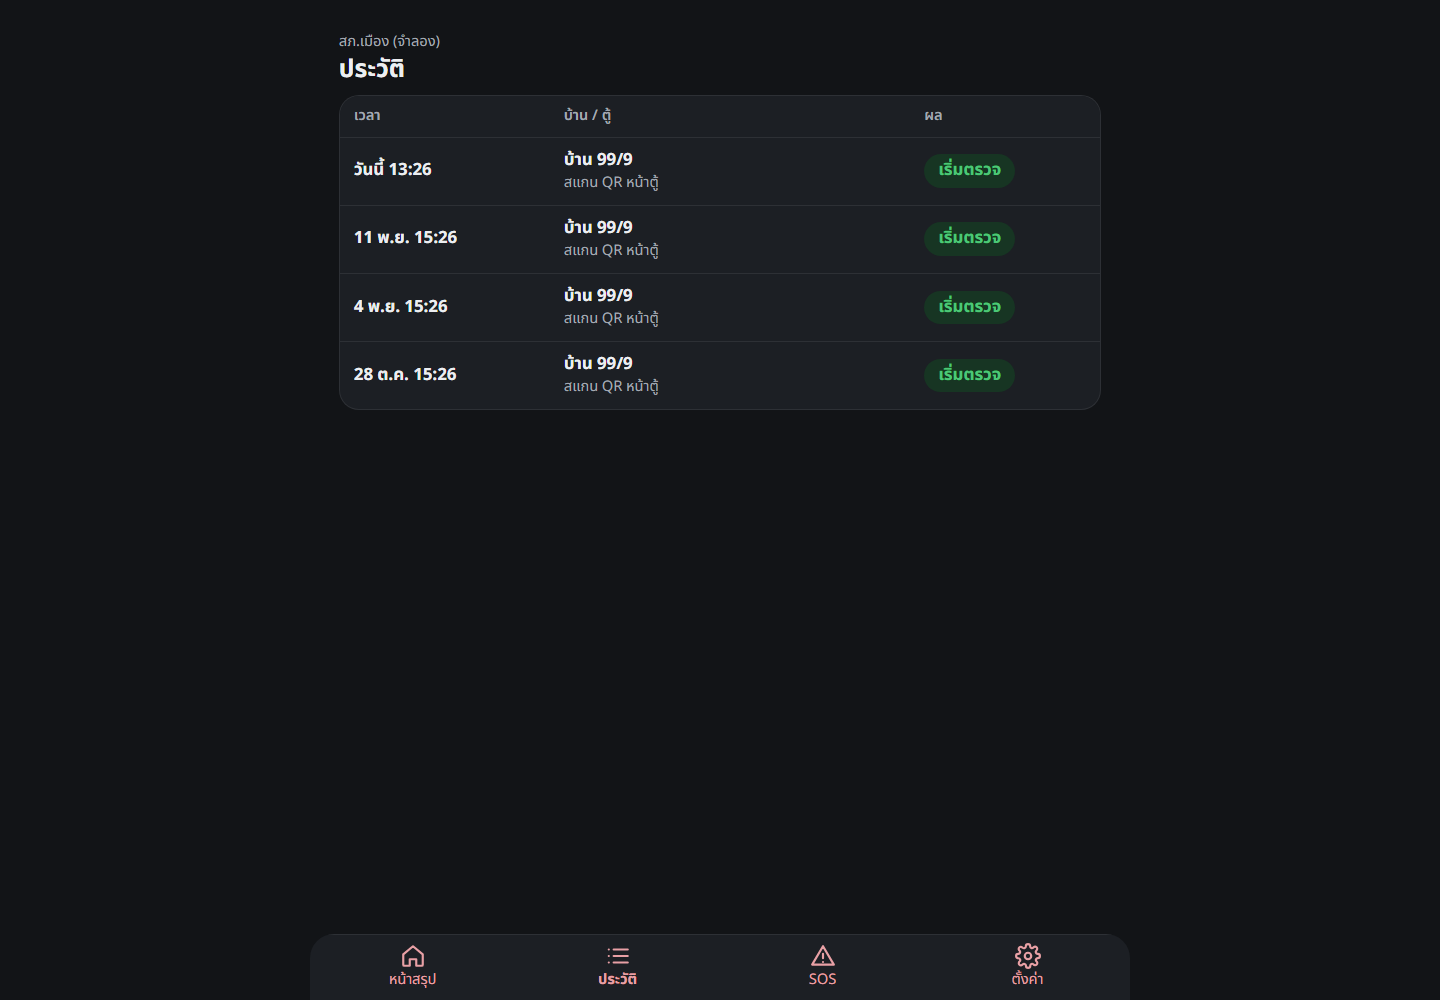 สภ.เมือง (จำลอง)
ประวัติ
เวลา บ้าน / ตู้ ผล
วันนี้ 13:26 บ้าน 99/9 เริ่มตรวจ
สแกน QR หน้าตู้
11 พ.ย. 15:26 บ้าน 99/9 เริ่มตรวจ
สแกน QR หน้าตู้
4 พ.ย. 15:26 บ้าน 99/9 เริ่มตรวจ
สแกน QR หน้าตู้
28 ต.ค. 15:26 บ้าน 99/9 เริ่มตรวจ
สแกน QR หน้าตู้
หน้าสรุป ประวัติ SOS ตั้งค่า